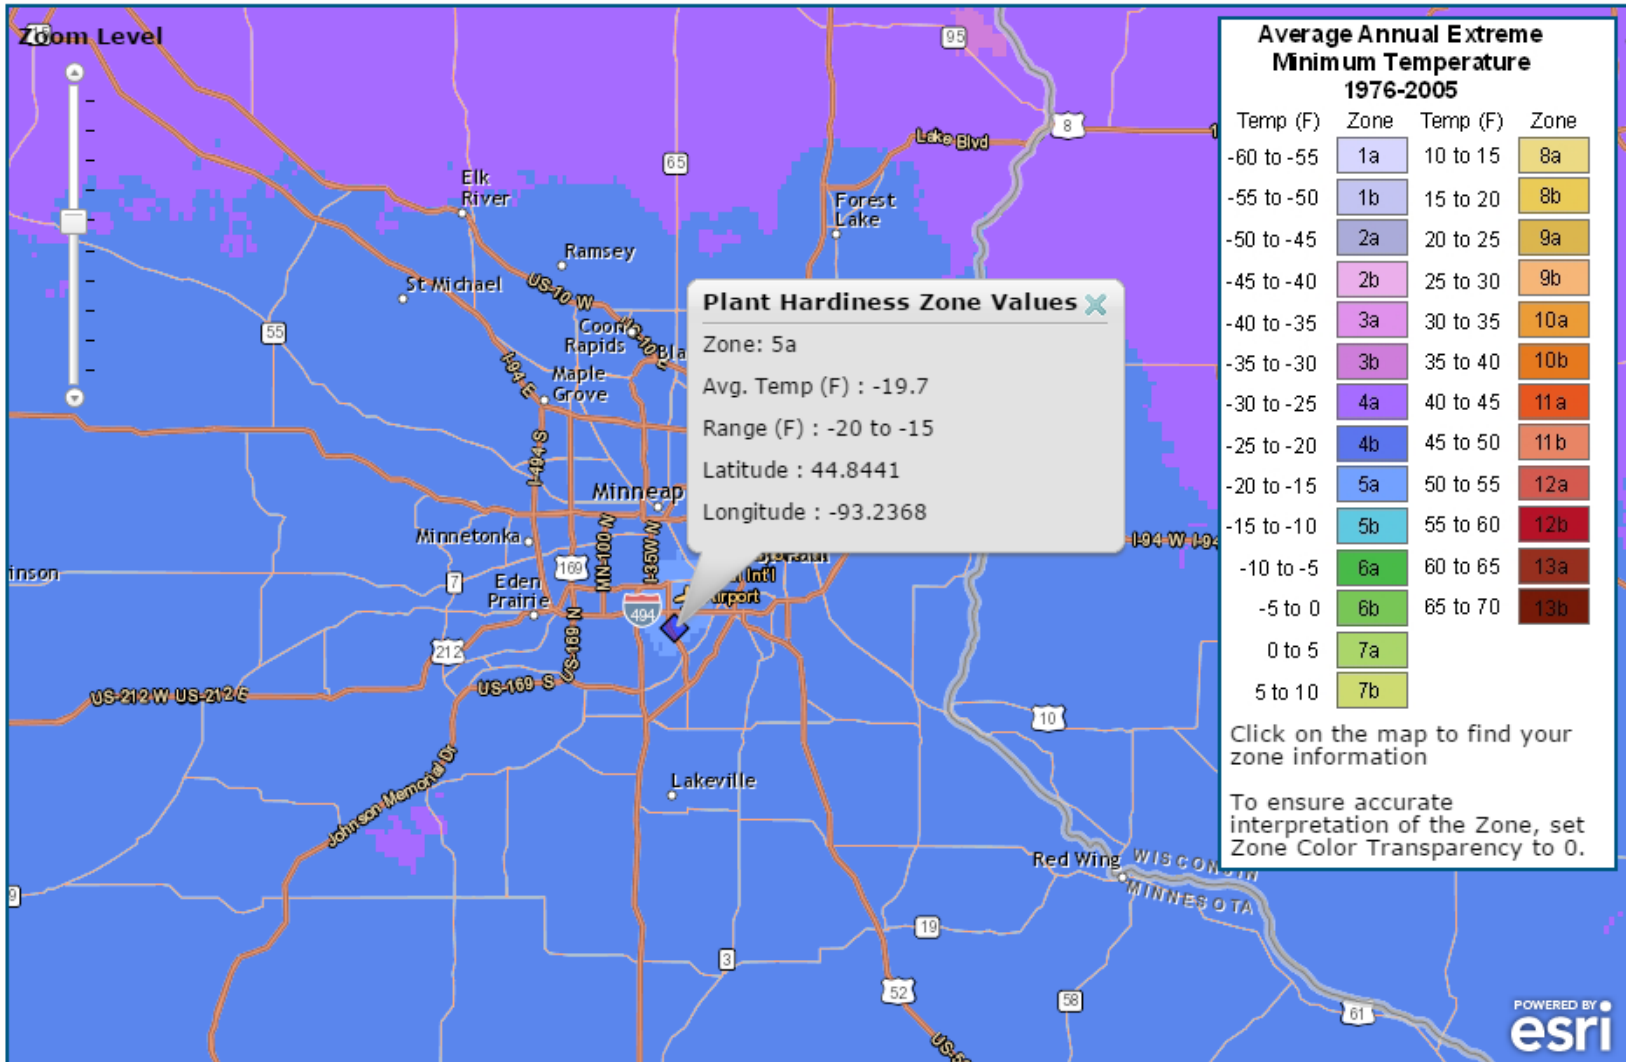 Zoom Level
95
8
Lake Blvd
65
Elk
River
Forest
Lake
Ramsey
US-10 W
St Michael
55
Coon
Rapids
I-94 E
Maple
Grove
I-494 S
Minneap
Minnetonka
MN-100 N
I-35W N
169
inson
7
Eden
Prairie
Int'l
494
212
US-169 N
US-169 S
US-212 W US-212 E
I-94 W I-94
10
Lakeville
Johnson Memorial Dr
Red Wing
WISCONSIN
MINNESOTA
9
19
3
52
58
61
Plant Hardiness Zone Values
Zone: 5a
Avg. Temp (F) : -19.7
Range (F) : -20 to -15
Latitude : 44.8441
Longitude : -93.2368
Average Annual Extreme
Minimum Temperature
1976-2005
Temp (F) Zone Temp (F) Zone
-60 to -55 1a 10 to 15 8a
-55 to -50 1b 15 to 20 8b
-50 to -45 2a 20 to 25 9a
-45 to -40 2b 25 to 30 9b
-40 to -35 3a 30 to 35 10a
-35 to -30 3b 35 to 40 10b
-30 to -25 4a 40 to 45 11a
-25 to -20 4b 45 to 50 11b
-20 to -15 5a 50 to 55 12a
-15 to -10 5b 55 to 60 12b
-10 to -5 6a 60 to 65 13a
-5 to 0 6b 65 to 70 13b
0 to 5 7a
5 to 10 7b
Click on the map to find your
zone information
To ensure accurate
interpretation of the Zone, set
Zone Color Transparency to 0.
POWERED BY
esri